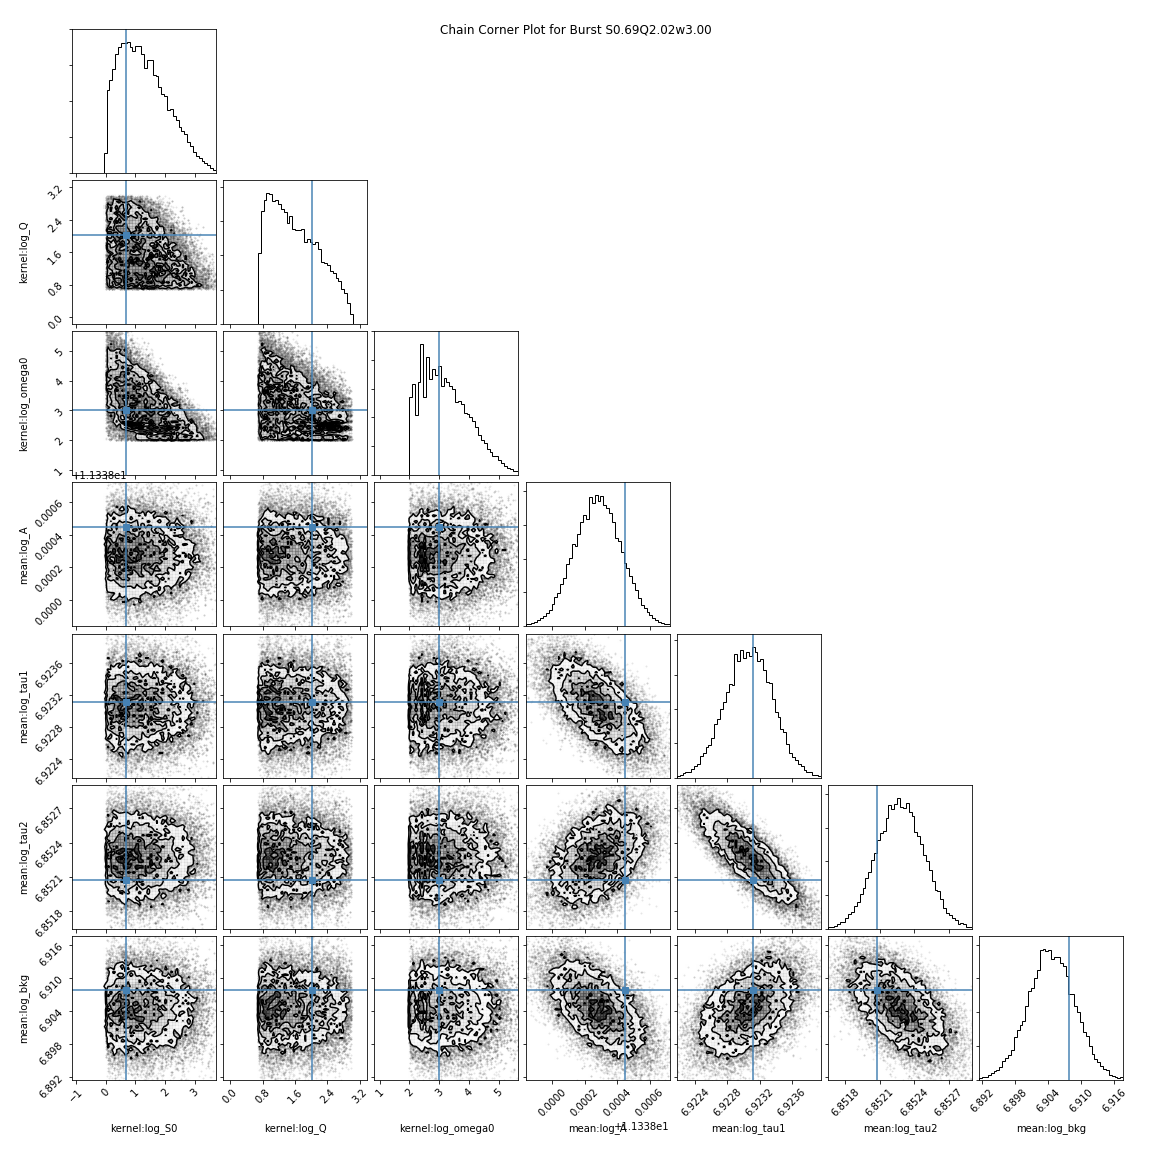 Chain Corner Plot for Burst S0.69Q2.02w3.00
kernel:log_Q
3.2
2.4
1.6
0.8
0.0
kernel:log_omega0
5
4
3
2
1
+1.1338e1
mean:log_A
0.0006
0.0004
0.0002
0.0000
mean:log_tau1
6.9236
6.9232
6.9228
6.9224
mean:log_tau2
6.8527
6.8524
6.8521
6.8518
mean:log_bkg
6.916
6.910
6.904
6.898
6.892
−1 0 1 2 3 0.0 0.8 1.6 2.4 3.2 1 2 3 4 5 0.0000 0.0002 0.0004 0.0006 6.9224 6.9228 6.9232 6.9236 6.8518 6.8521 6.8524 6.8527 6.892 6.898 6.904 6.910 6.916
kernel:log_S0 kernel:log_Q kernel:log_omega0 mean:log_A +1.1338e1 mean:log_tau1 mean:log_tau2 mean:log_bkg